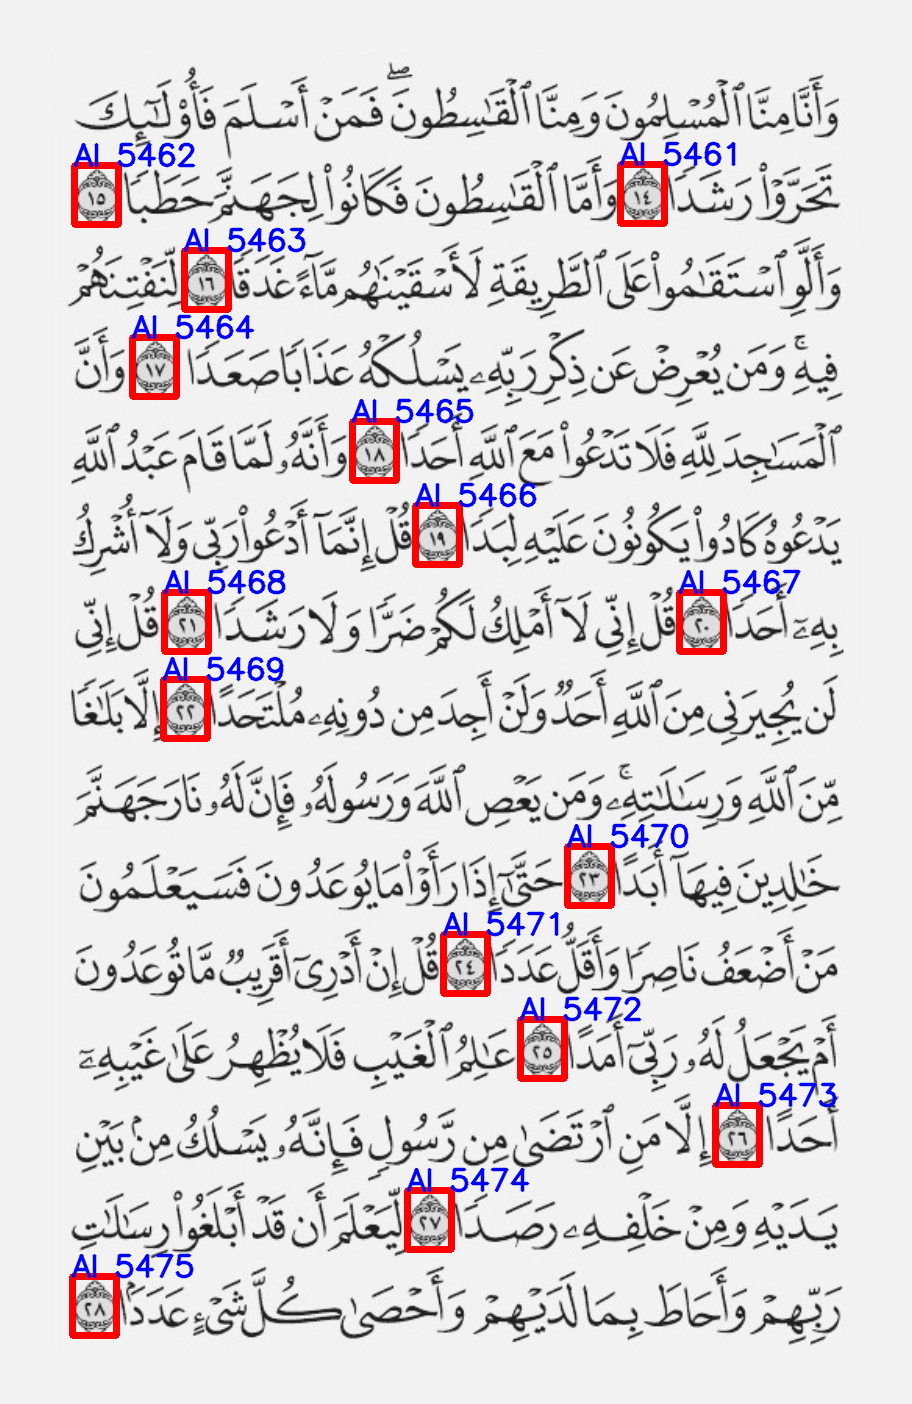 وَأَنَّا مِنَّا ٱلْمُسْلِمُونَ وَمِنَّا ٱلْقَٰسِطُونَۖ فَمَنْ أَسْلَمَ فَأُو۟لَٰٓئِكَ
AI 5461 AI 5462
تَحَرَّوْا۟ رَشَدًا ١٤ وَأَمَّا ٱلْقَٰسِطُونَ فَكَانُوا۟ لِجَهَنَّمَ حَطَبًا ١٥
AI 5463
وَأَلَّوِ ٱسْتَقَٰمُوا۟ عَلَى ٱلطَّرِيقَةِ لَأَسْقَيْنَٰهُم مَّآءً غَدَقًا ١٦ لِّنَفْتِنَهُمْ
AI 5464
فِيهِۚ وَمَن يُعْرِضْ عَن ذِكْرِ رَبِّهِۦ يَسْلُكْهُ عَذَابًا صَعَدًا ١٧ وَأَنَّ
AI 5465
ٱلْمَسَٰجِدَ لِلَّهِ فَلَا تَدْعُوا۟ مَعَ ٱللَّهِ أَحَدًا ١٨ وَأَنَّهُۥ لَمَّا قَامَ عَبْدُ ٱللَّهِ
AI 5466
يَدْعُوهُ كَادُوا۟ يَكُونُونَ عَلَيْهِ لِبَدًا ١٩ قُلْ إِنَّمَآ أَدْعُوا۟ رَبِّى وَلَآ أُشْرِكُ
AI 5467 AI 5468
بِهِۦٓ أَحَدًا ٢٠ قُلْ إِنِّى لَآ أَمْلِكُ لَكُمْ ضَرًّا وَلَا رَشَدًا ٢١ قُلْ إِنِّى
AI 5469
لَن يُجِيرَنِى مِنَ ٱللَّهِ أَحَدٌ وَلَنْ أَجِدَ مِن دُونِهِۦ مُلْتَحَدًا ٢٢ إِلَّا بَلَٰغًا
مِّنَ ٱللَّهِ وَرِسَٰلَٰتِهِۦۚ وَمَن يَعْصِ ٱللَّهَ وَرَسُولَهُۥ فَإِنَّ لَهُۥ نَارَ جَهَنَّمَ
AI 5470
خَٰلِدِينَ فِيهَآ أَبَدًا ٢٣ حَتَّىٰٓ إِذَا رَأَوْا۟ مَا يُوعَدُونَ فَسَيَعْلَمُونَ
AI 5471
مَنْ أَضْعَفُ نَاصِرًا وَأَقَلُّ عَدَدًا ٢٤ قُلْ إِنْ أَدْرِىٓ أَقَرِيبٌ مَّا تُوعَدُونَ
AI 5472
أَمْ يَجْعَلُ لَهُۥ رَبِّىٓ أَمَدًا ٢٥ عَٰلِمُ ٱلْغَيْبِ فَلَا يُظْهِرُ عَلَىٰ غَيْبِهِۦٓ
AI 5473
أَحَدًا ٢٦ إِلَّا مَنِ ٱرْتَضَىٰ مِن رَّسُولٍ فَإِنَّهُۥ يَسْلُكُ مِنۢ بَيْنِ
AI 5474
يَدَيْهِ وَمِنْ خَلْفِهِۦ رَصَدًا ٢٧ لِّيَعْلَمَ أَن قَدْ أَبْلَغُوا۟ رِسَٰلَٰتِ
AI 5475
رَبِّهِمْ وَأَحَاطَ بِمَا لَدَيْهِمْ وَأَحْصَىٰ كُلَّ شَىْءٍ عَدَدًۢا ٢٨